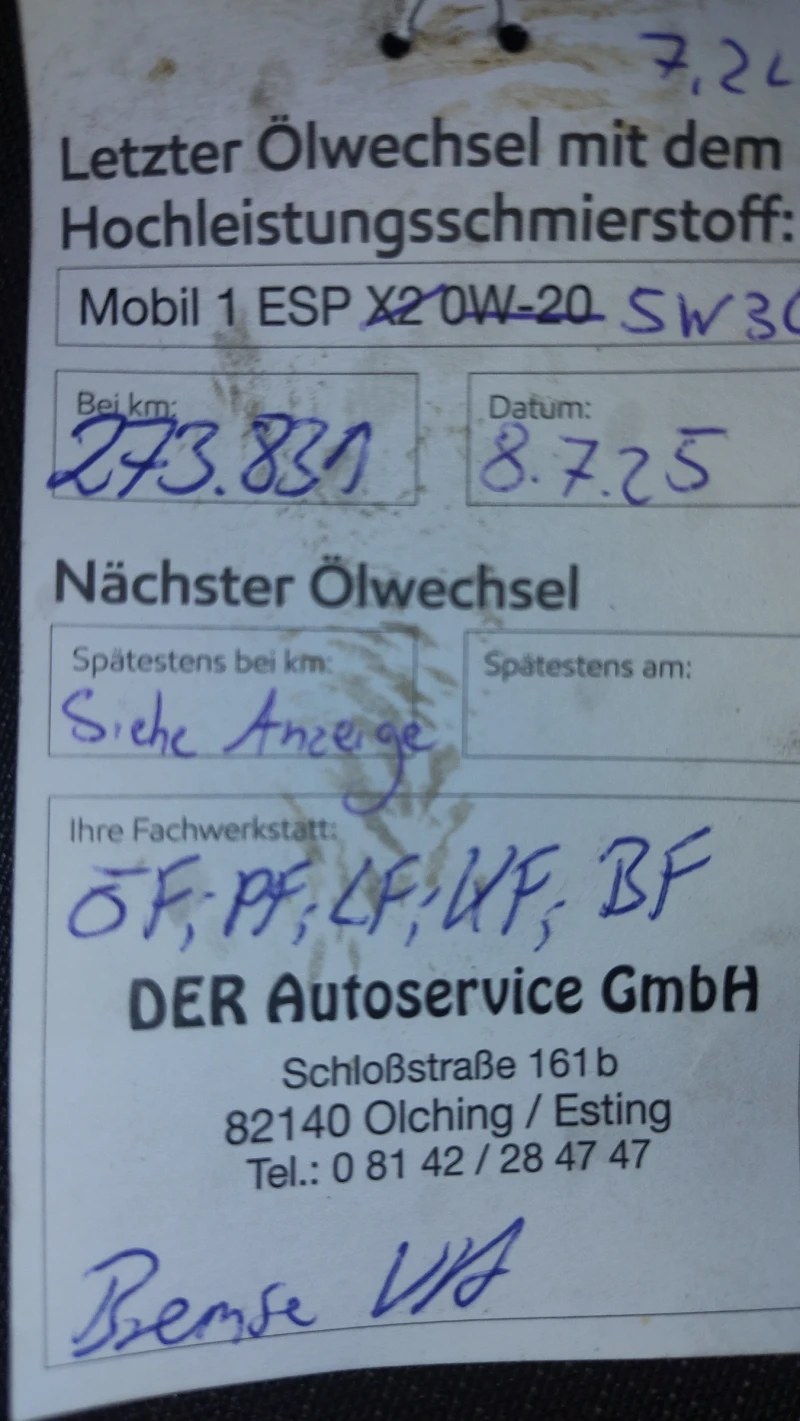 7,2L
Letzter Ölwechsel mit dem
Hochleistungsschmierstoff:
Mobil 1 ESP X2 0W-20 5W30
Bei km: Datum:
273.831 8.7.25
Nächster Ölwechsel
Spätestens bei km: Spätestens am:
Siehe Anzeige
Ihre Fachwerkstatt:
ÖF, PF, LF, KF, BF
DER Autoservice GmbH
Schloßstraße 161b
82140 Olching / Esting
Tel.: 0 81 42 / 28 47 47
Bremse